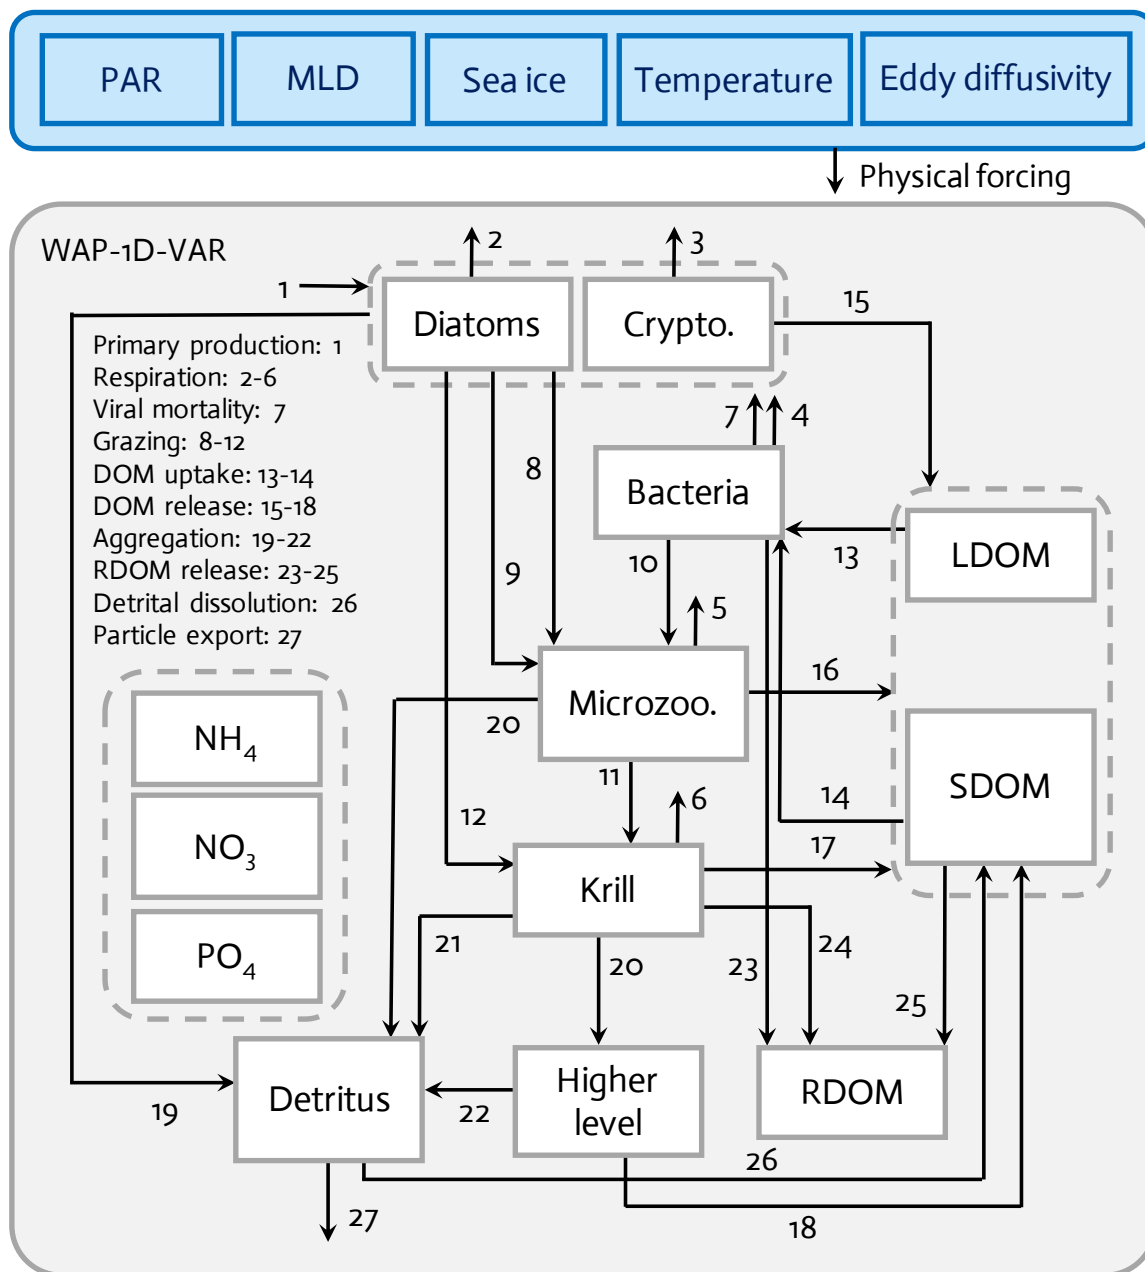 PAR
MLD
Sea ice
Temperature
Eddy diffusivity
Physical forcing
WAP-1D-VAR
2
3
1
15
Diatoms
Crypto.
Primary production: 1
Respiration: 2-6
Viral mortality: 7
Grazing: 8-12
DOM uptake: 13-14
DOM release: 15-18
Aggregation: 19-22
RDOM release: 23-25
Detrital dissolution: 26
Particle export: 27
7
4
8
Bacteria
9
10
13
LDOM
5
16
Microzoo.
20
NH4
11
6
14
SDOM
12
17
NO3
Krill
21
20
24
23
25
PO4
Detritus
Higher
level
RDOM
19
22
26
27
18